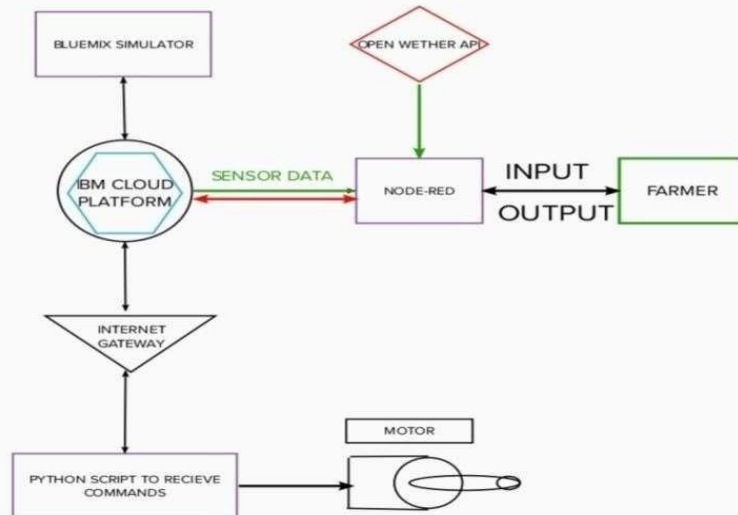 BLUEMIX SIMULATOR
OPEN WETHER API
IBM CLOUD
PLATFORM
SENSOR DATA
NODE-RED
INPUT
OUTPUT
FARMER
INTERNET
GATEWAY
MOTOR
PYTHON SCRIPT TO RECIEVE
COMMANDS